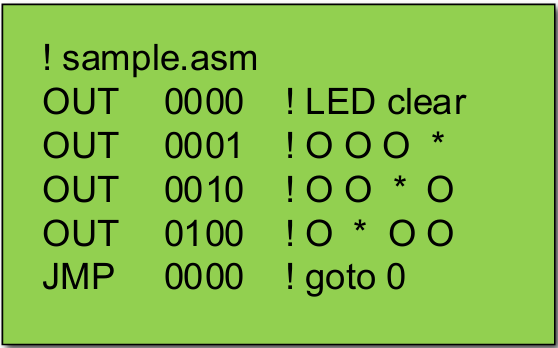 ! sample.asm
OUT 0000 ! LED clear
OUT 0001 ! O O O *
OUT 0010 ! O O * O
OUT 0100 ! O * O O
JMP 0000 ! goto 0